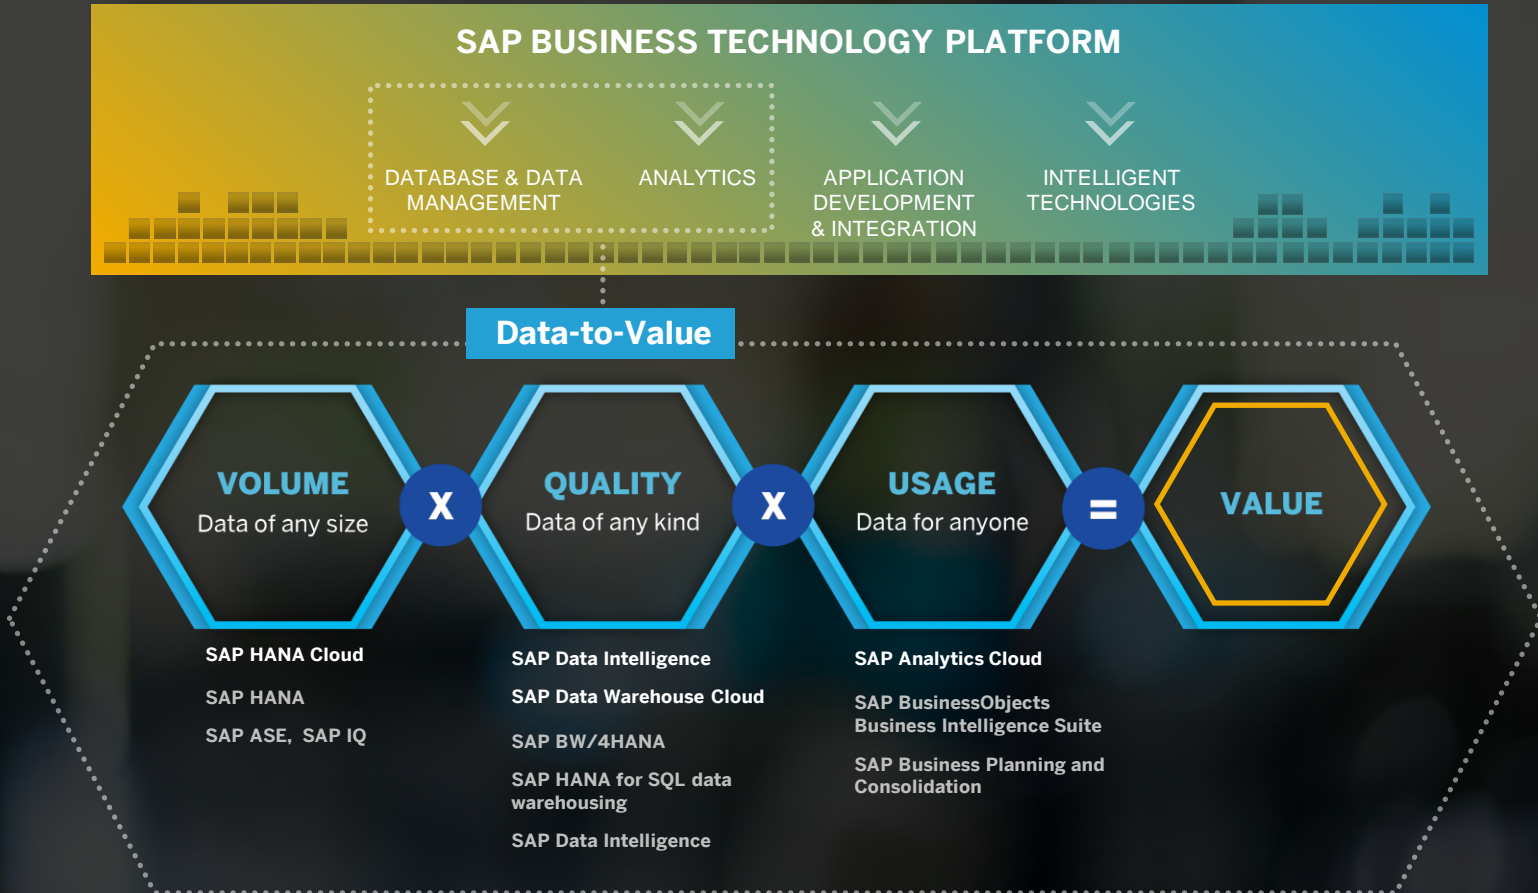 SAP BUSINESS TECHNOLOGY PLATFORM
DATABASE & DATA
MANAGEMENT
ANALYTICS
APPLICATION
DEVELOPMENT
& INTEGRATION
INTELLIGENT
TECHNOLOGIES
Data-to-Value
VOLUME
Data of any size
X
QUALITY
Data of any kind
X
USAGE
Data for anyone
=
VALUE
SAP HANA Cloud
SAP HANA
SAP ASE, SAP IQ
SAP Data Intelligence
SAP Data Warehouse Cloud
SAP BW/4HANA
SAP HANA for SQL data
warehousing
SAP Data Intelligence
SAP Analytics Cloud
SAP BusinessObjects
Business Intelligence Suite
SAP Business Planning and
Consolidation